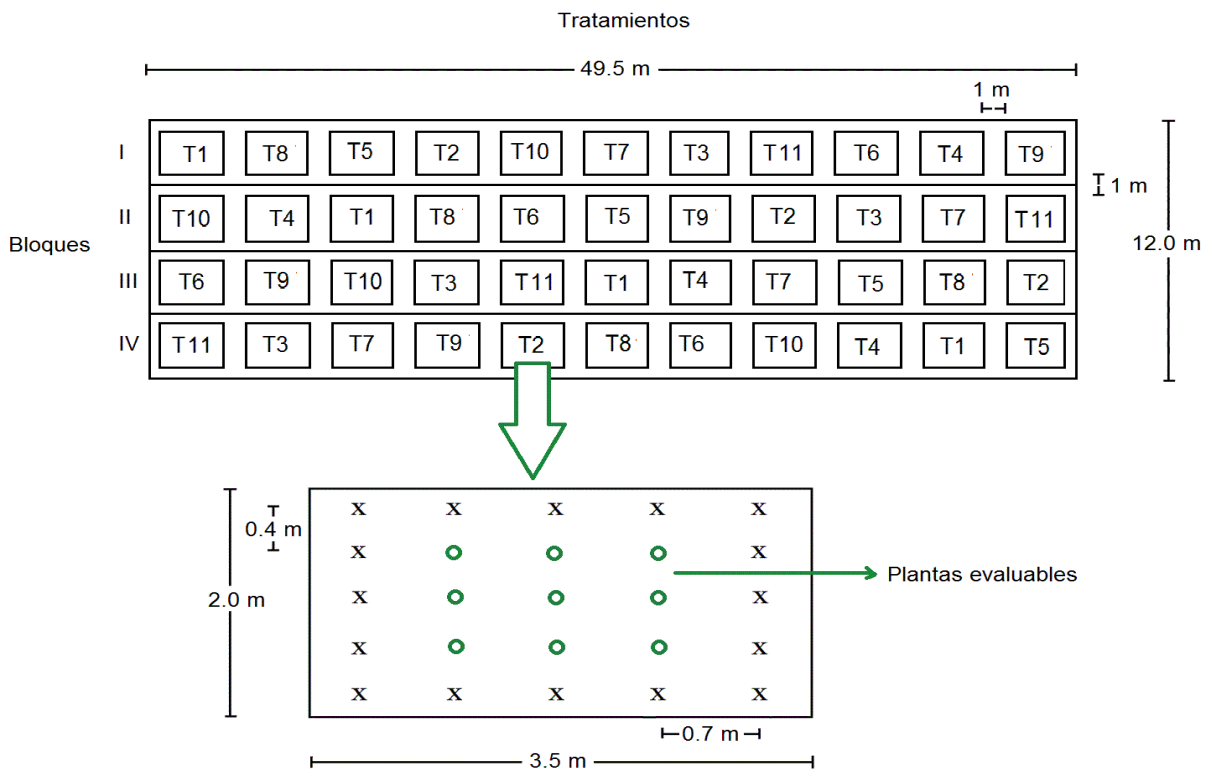 Tratamientos
49.5 m
1 m
I T1 T8 T5 T2 T10 T7 T3 T11 T6 T4 T9
1 m
II T10 T4 T1 T8 T6 T5 T9 T2 T3 T7 T11
Bloques
12.0 m
III T6 T9 T10 T3 T11 T1 T4 T7 T5 T8 T2
IV T11 T3 T7 T9 T2 T8 T6 T10 T4 T1 T5
x x x x x
0.4 m
x x
Plantas evaluables
2.0 m
x x
x x
x x x x x
0.7 m
3.5 m